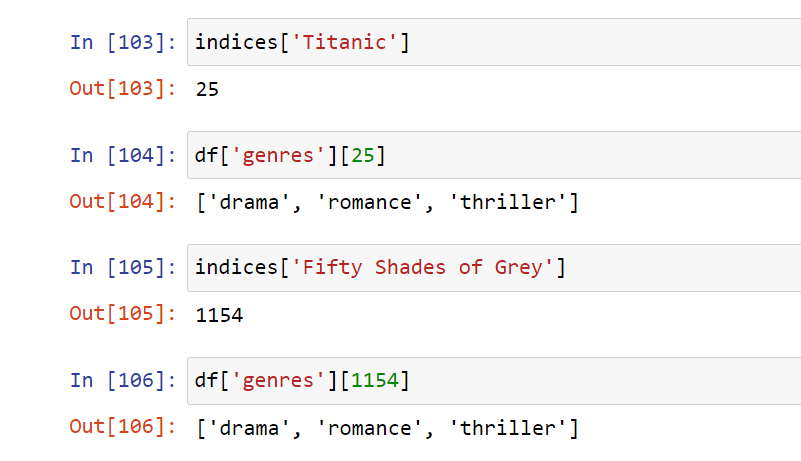 In [103]: indices['Titanic']
Out[103]: 25
In [104]: df['genres'][25]
Out[104]: ['drama', 'romance', 'thriller']
In [105]: indices['Fifty Shades of Grey']
Out[105]: 1154
In [106]: df['genres'][1154]
Out[106]: ['drama', 'romance', 'thriller']